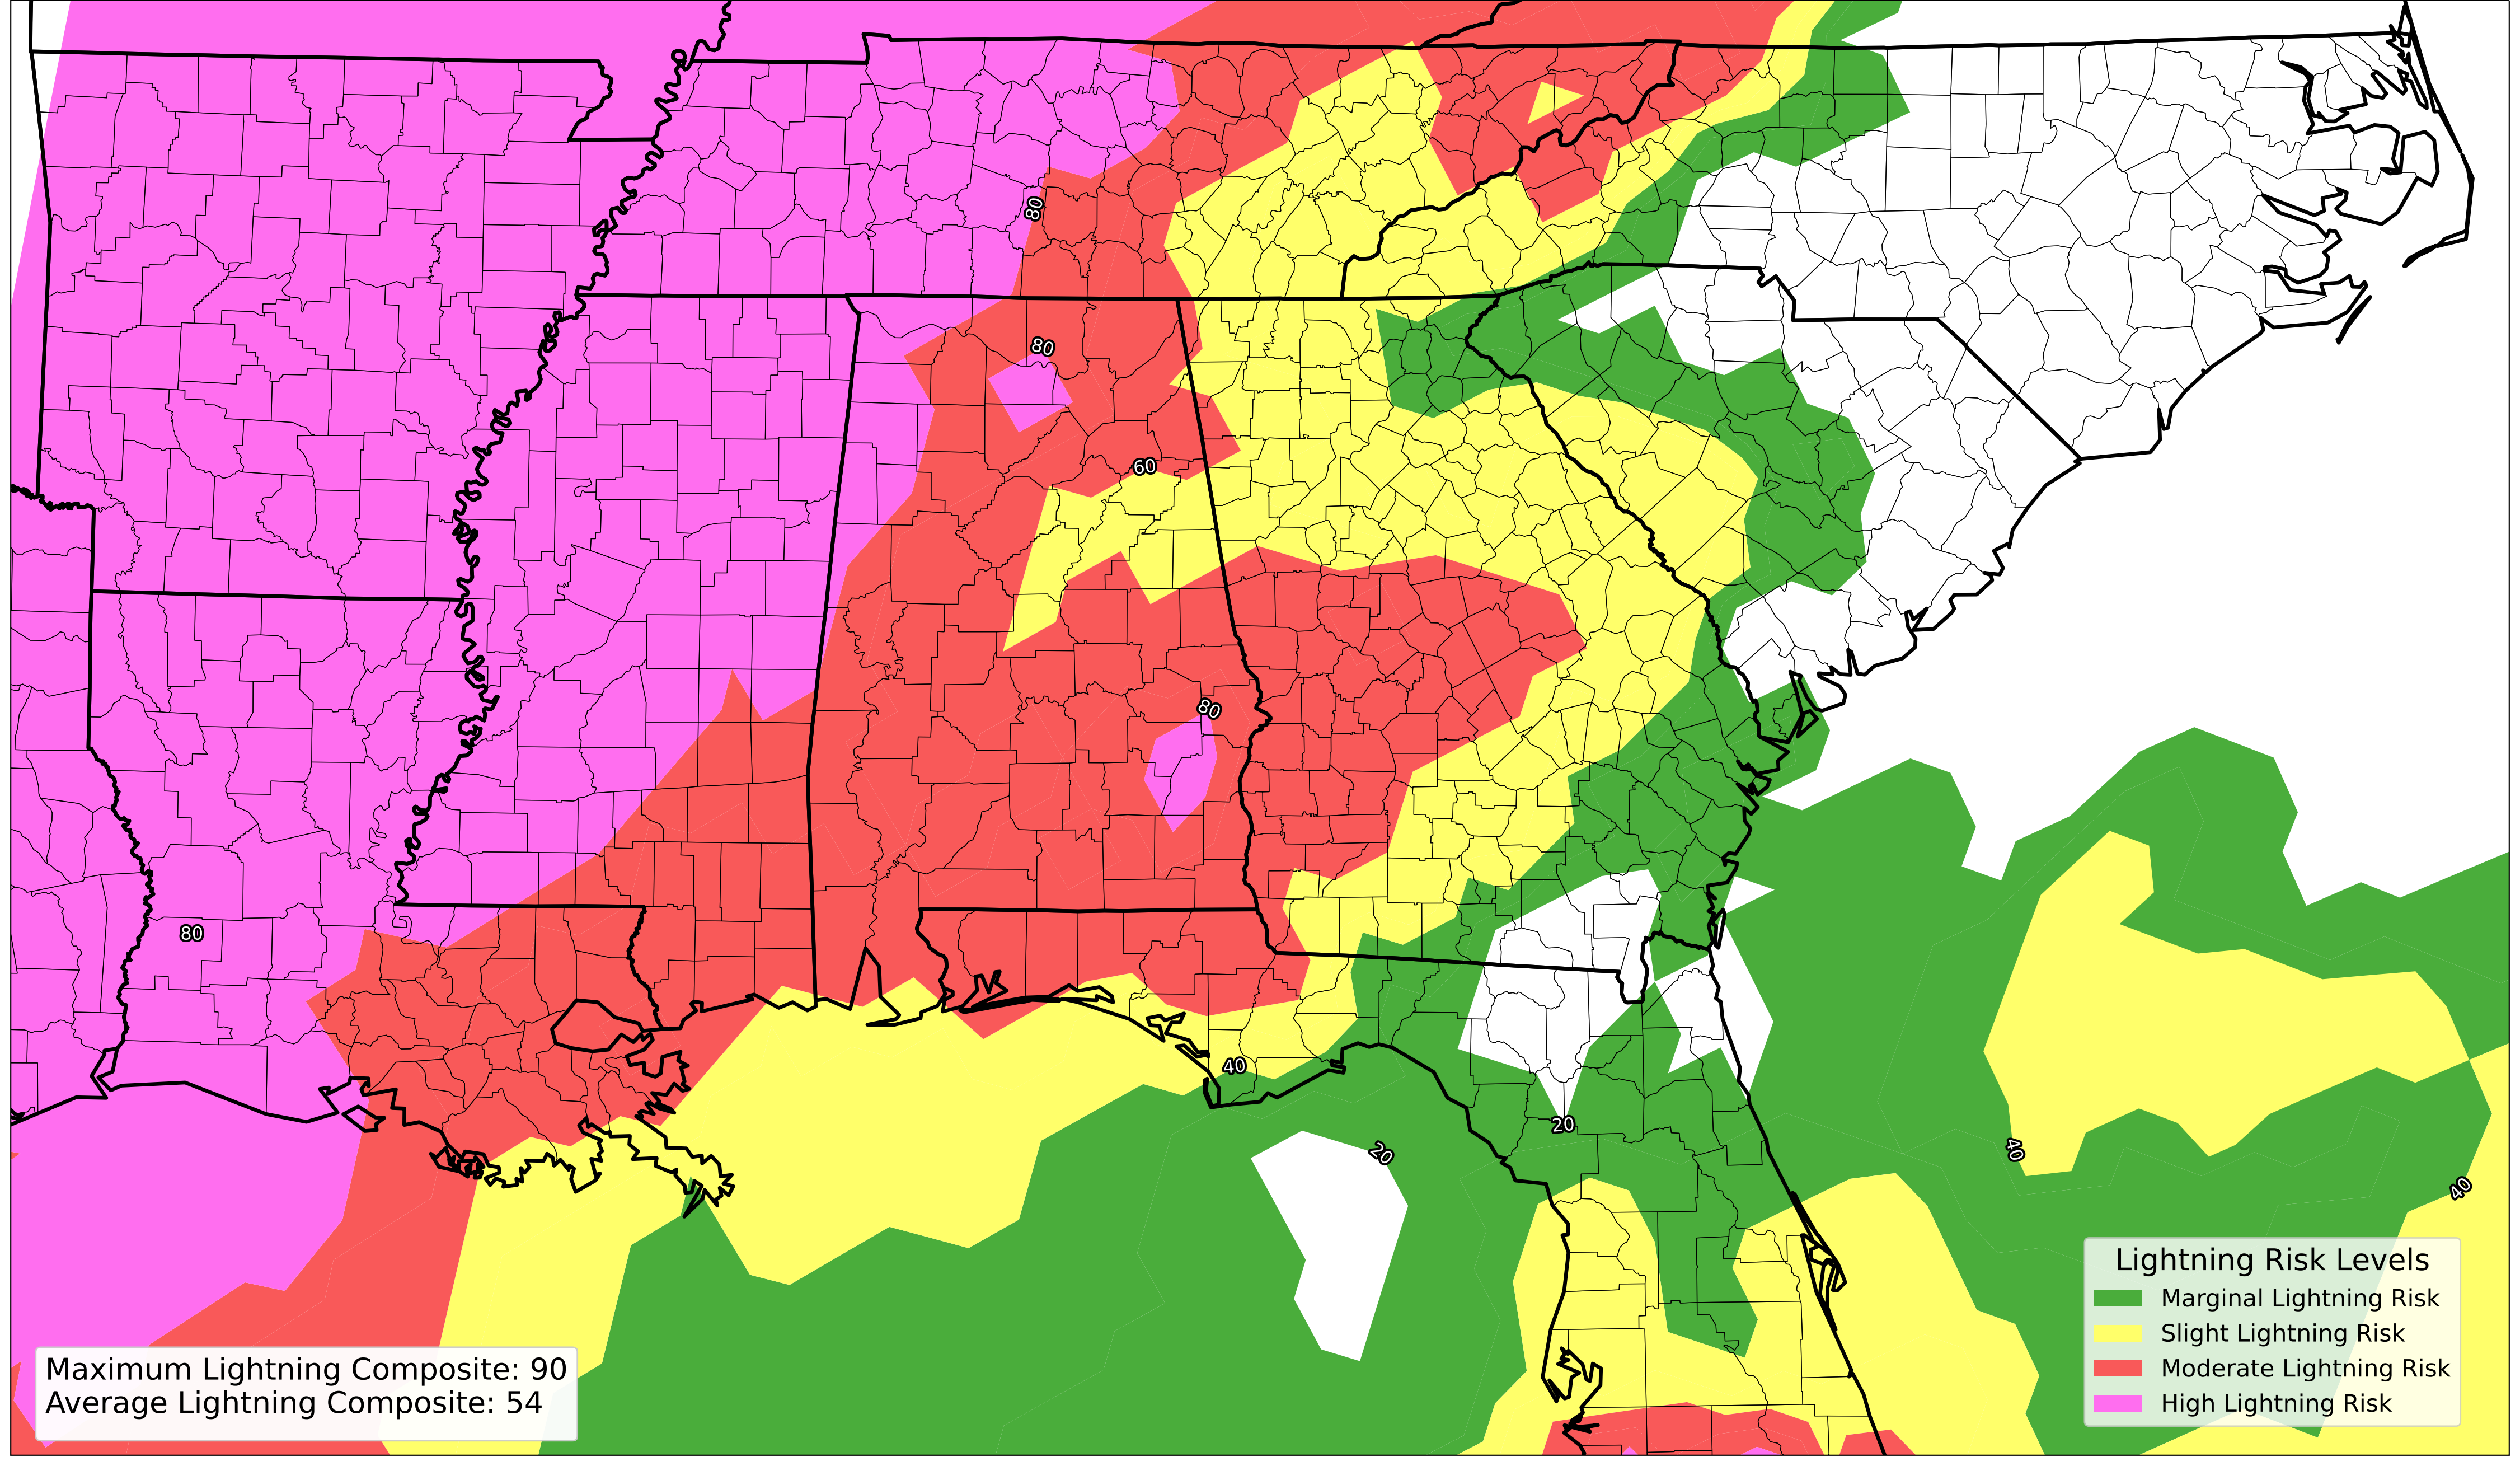 80
80
60
80
80
40
20
20
40
40
Lightning Risk Levels
Marginal Lightning Risk
Slight Lightning Risk
Moderate Lightning Risk
High Lightning Risk
Maximum Lightning Composite: 90
Average Lightning Composite: 54